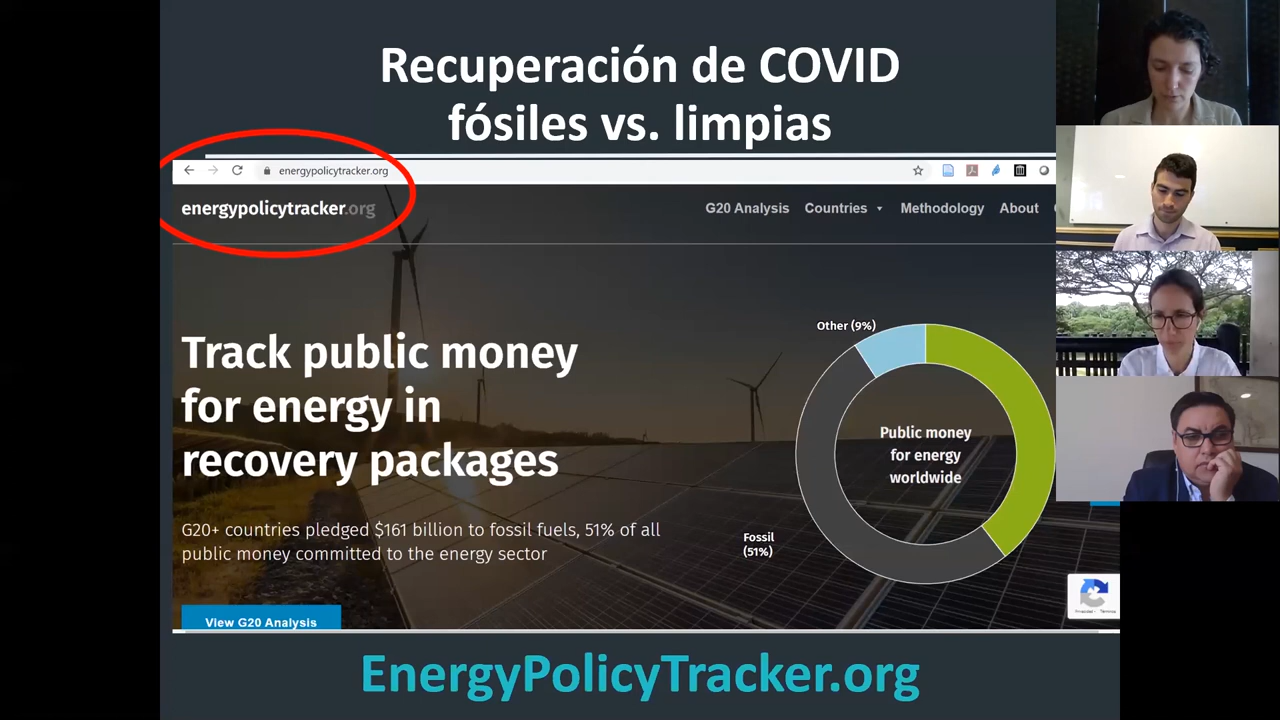 Recuperación de COVID
fósiles vs. limpias
energypolicytracker.org
energypolicytracker.org
G20 Analysis
Countries
Methodology
About
Track public money
for energy in
recovery packages
G20+ countries pledged $161 billion to fossil fuels, 51% of all
public money committed to the energy sector
View G20 Analysis
Other (9%)
Public money
for energy
worldwide
Fossil
(51%)
Privacidad - Términos
EnergyPolicyTracker.org